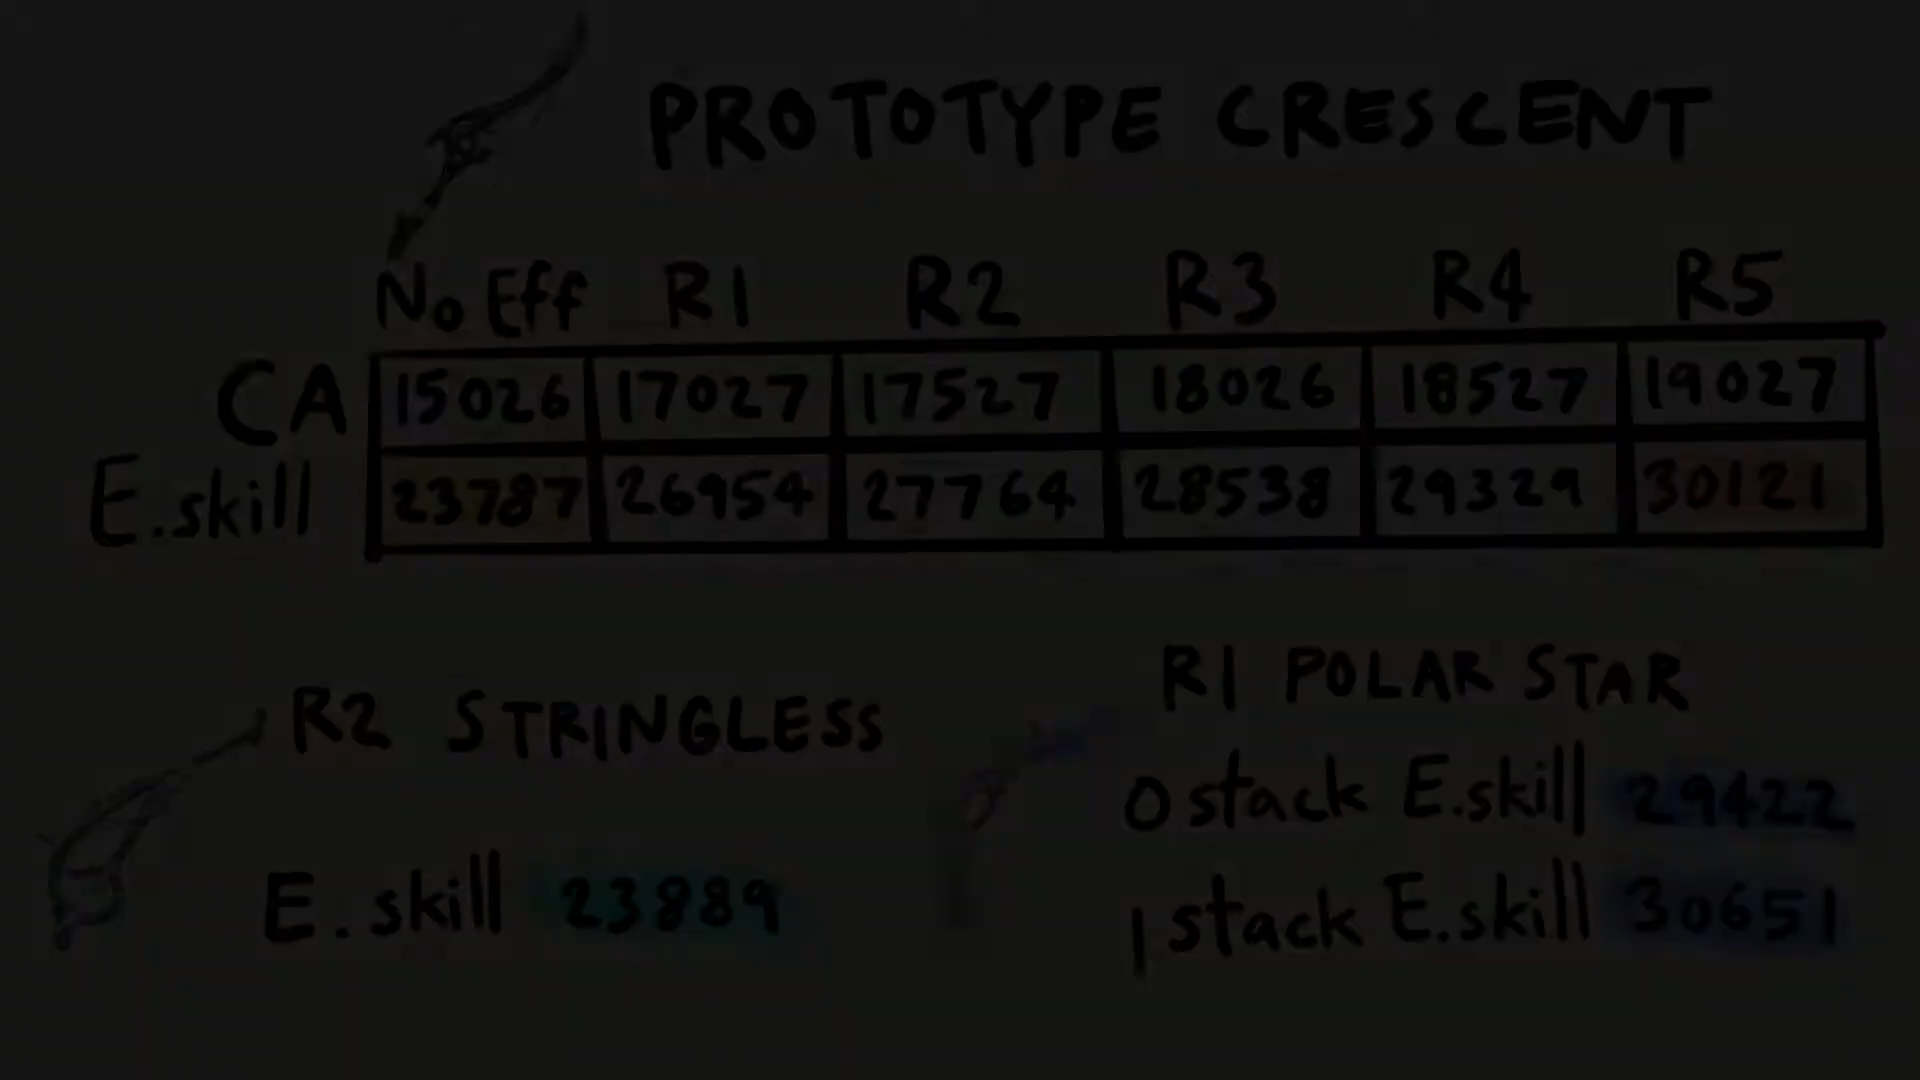 PROTOTYPE CRESCENT
No Eff R1 R2 R3 R4 R5
CA 15026 17027 17527 18026 18527 19027
E.skill 23787 26954 27764 28538 29329 30121
R2 STRINGLESS
E.skill 23889
R1 POLAR STAR
0 stack E.skill 29422
1 stack E.skill 30651